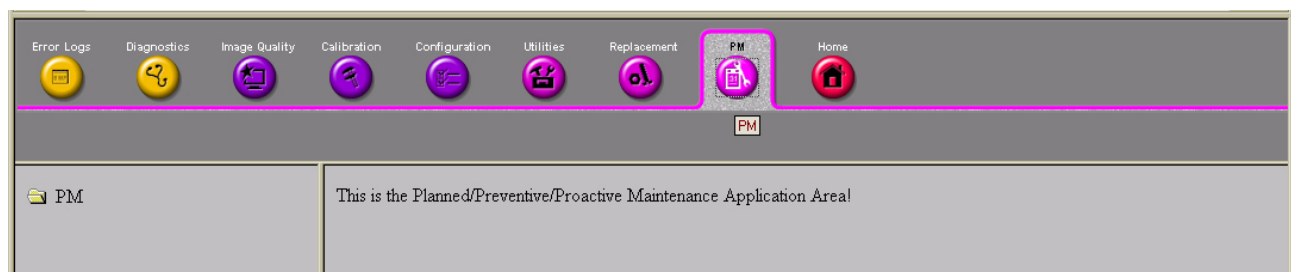 Error Logs Diagnostics Image Quality Calibration Configuration Utilities Replacement PM Home
PM
PM
This is the Planned/Preventive/Proactive Maintenance Application Area!